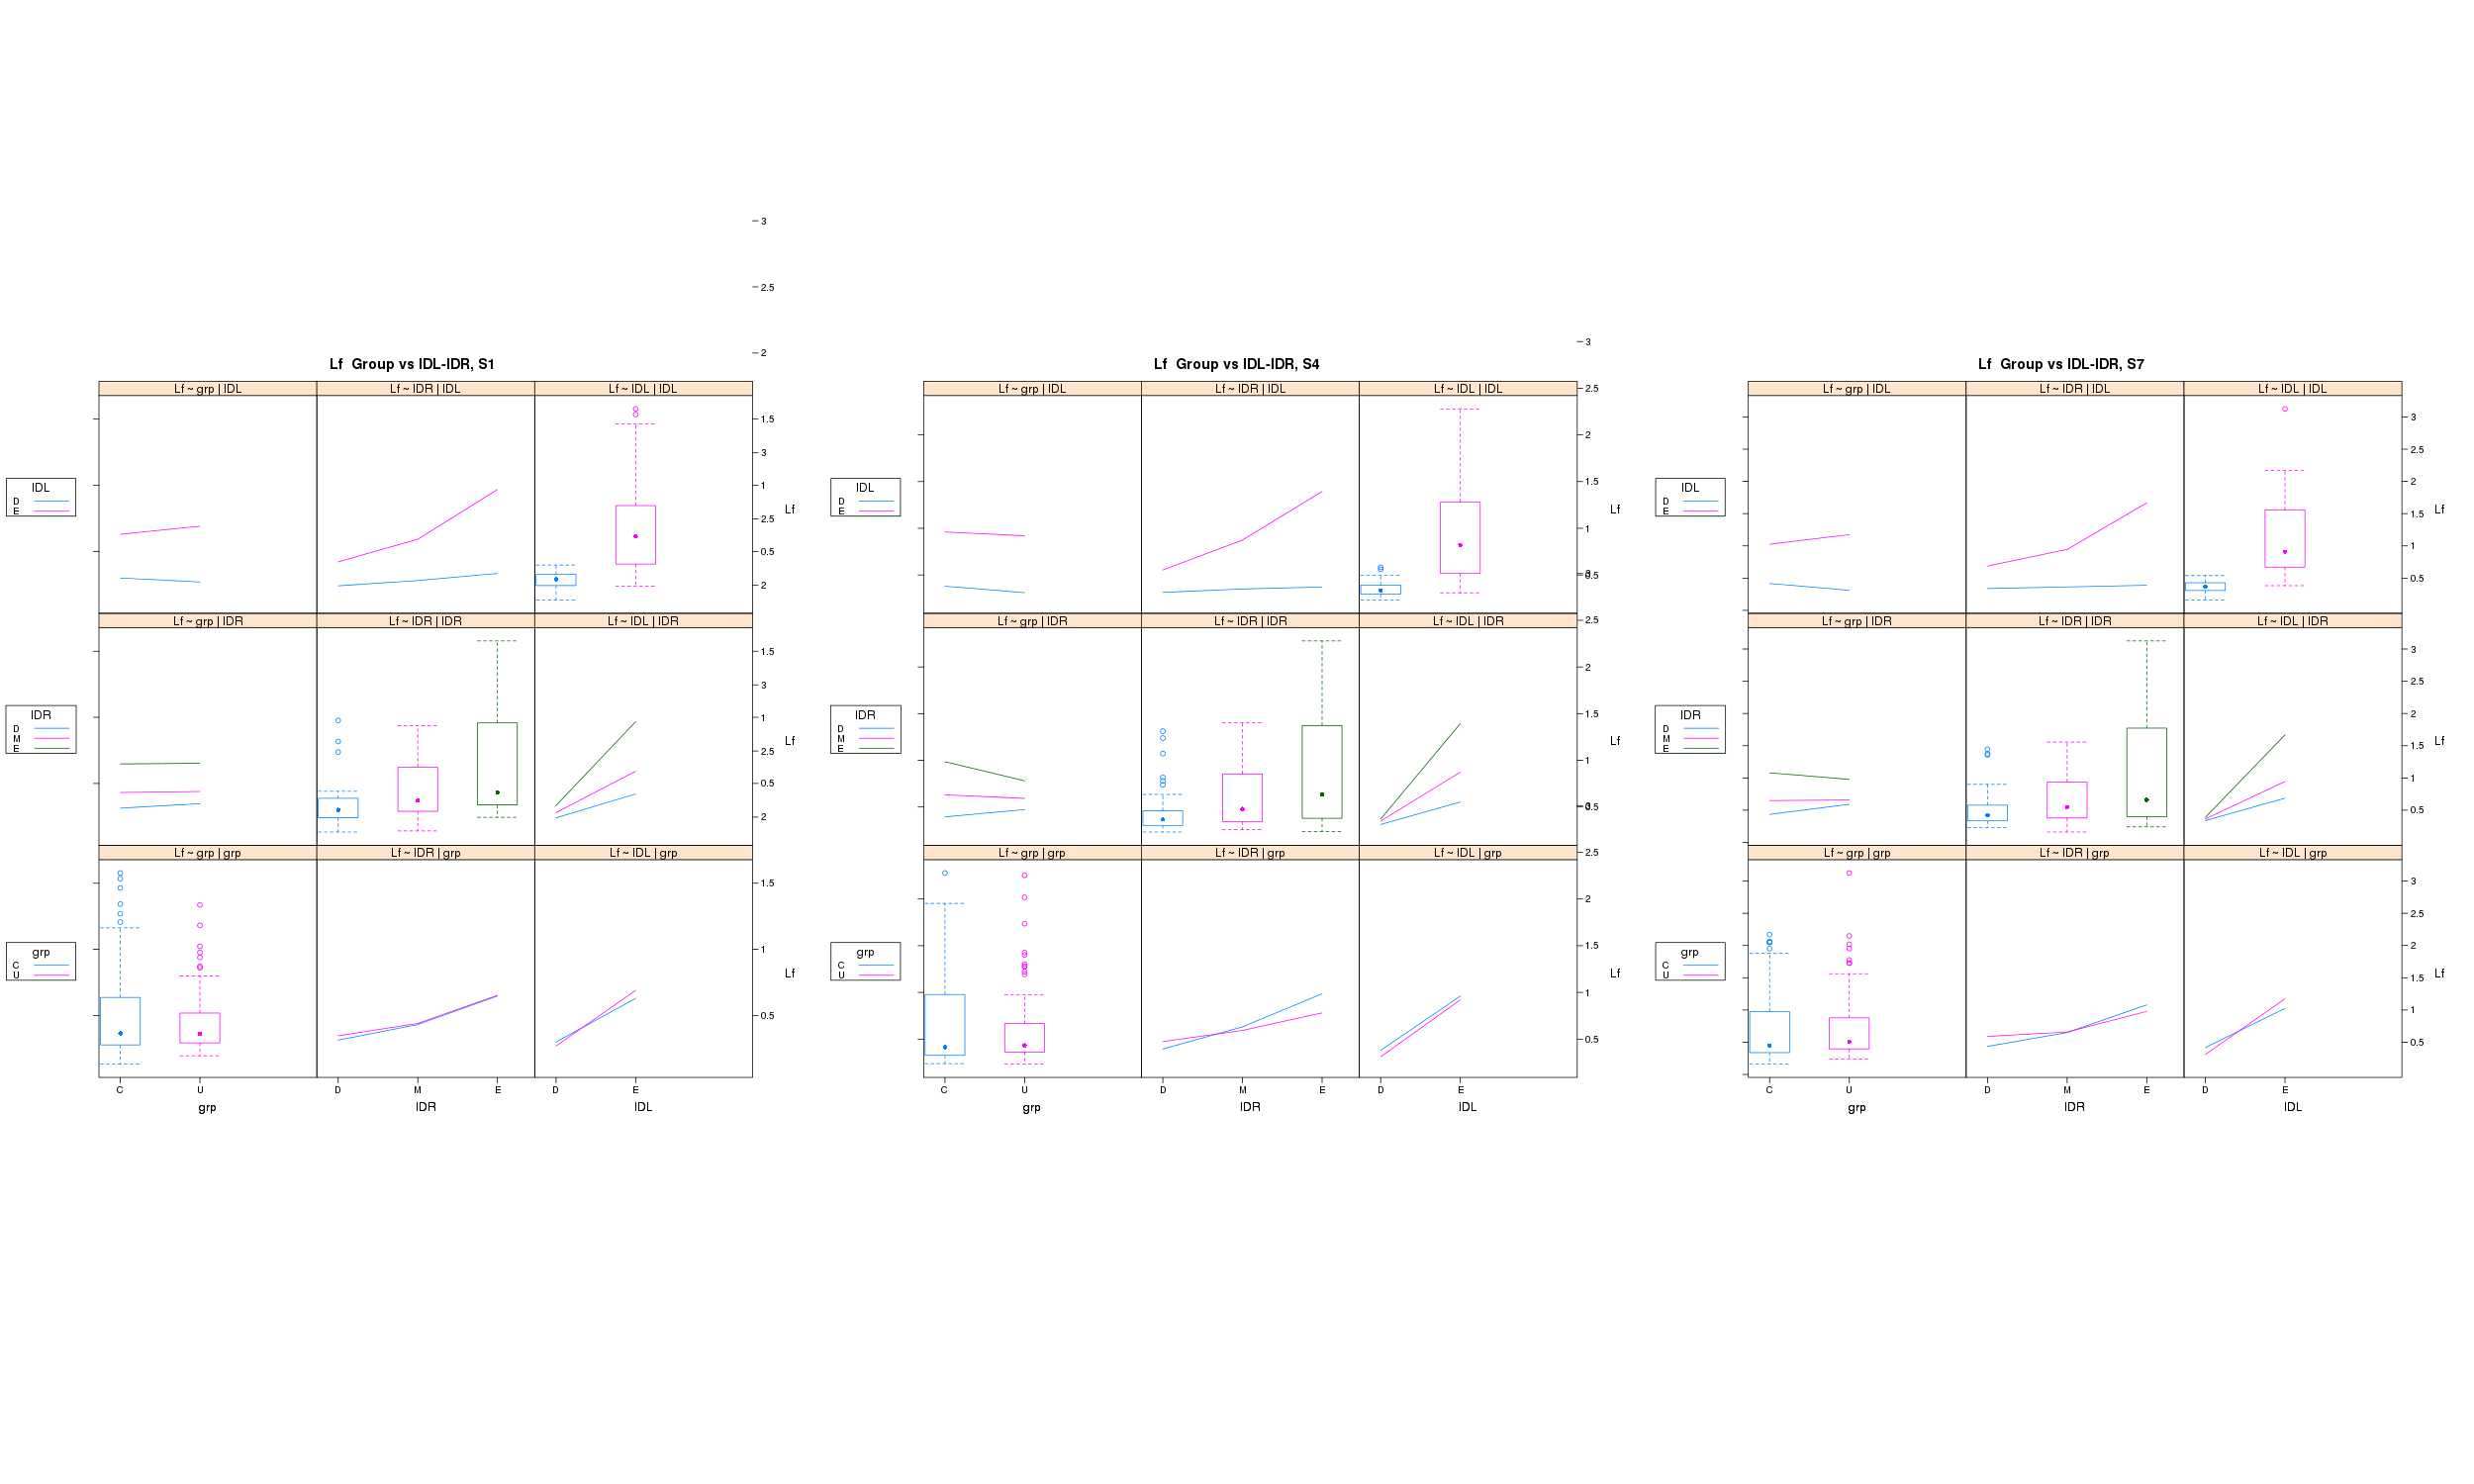 3
2.5
2
Lf  Group vs IDL-IDR, S1
Lf ~ grp | IDL
Lf ~ IDR | IDL
Lf ~ IDL | IDL
1.5
3
1
2.5
0.5
2
Lf
IDL
D
E
Lf ~ grp | IDR
Lf ~ IDR | IDR
Lf ~ IDL | IDR
1.5
3
1
2.5
0.5
2
Lf
IDR
D
M
E
Lf ~ grp | grp
Lf ~ IDR | grp
Lf ~ IDL | grp
1.5
1
0.5
Lf
grp
C
U
C U D M E D E
grp IDR IDL
3
Lf  Group vs IDL-IDR, S4
Lf ~ grp | IDL
Lf ~ IDR | IDL
Lf ~ IDL | IDL
2.5
2
1.5
1
0.5
Lf
IDL
D
E
3
2.5
Lf ~ grp | IDR
Lf ~ IDR | IDR
Lf ~ IDL | IDR
2
1.5
1
0.5
Lf
IDR
D
M
E
3
2.5
Lf ~ grp | grp
Lf ~ IDR | grp
Lf ~ IDL | grp
2
1.5
1
0.5
Lf
grp
C
U
C U D M E D E
grp IDR IDL
Lf  Group vs IDL-IDR, S7
Lf ~ grp | IDL
Lf ~ IDR | IDL
Lf ~ IDL | IDL
3
2.5
2
1.5
1
0.5
Lf
IDL
D
E
Lf ~ grp | IDR
Lf ~ IDR | IDR
Lf ~ IDL | IDR
3
2.5
2
1.5
1
0.5
Lf
IDR
D
M
E
Lf ~ grp | grp
Lf ~ IDR | grp
Lf ~ IDL | grp
3
2.5
2
1.5
1
0.5
Lf
grp
C
U
C U D M E D E
grp IDR IDL